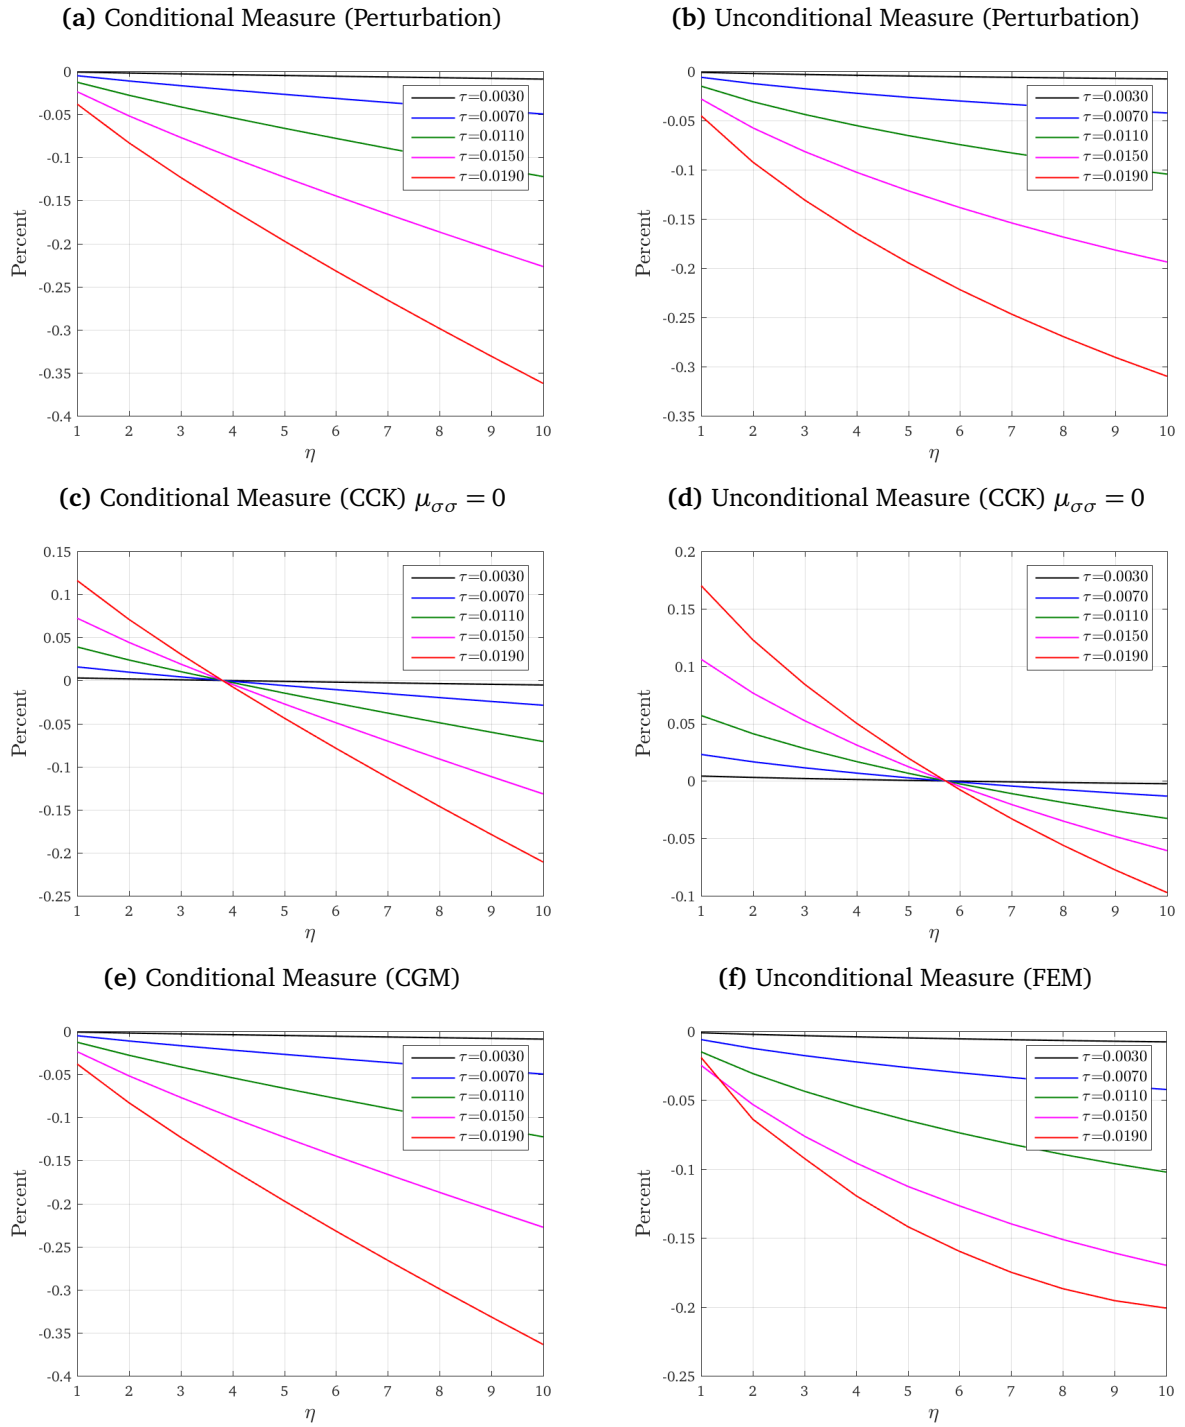 (a) Conditional Measure (Perturbation)
0
-0.05
-0.1
-0.15
-0.2
-0.25
-0.3
-0.35
-0.4
Percent
1 2 3 4 5 6 7 8 9 10
η
τ=0.0030
τ=0.0070
τ=0.0110
τ=0.0150
τ=0.0190
(b) Unconditional Measure (Perturbation)
0
-0.05
-0.1
-0.15
-0.2
-0.25
-0.3
-0.35
Percent
1 2 3 4 5 6 7 8 9 10
η
τ=0.0030
τ=0.0070
τ=0.0110
τ=0.0150
τ=0.0190
(c) Conditional Measure (CCK) μσσ = 0
0.15
0.1
0.05
0
-0.05
-0.1
-0.15
-0.2
-0.25
Percent
1 2 3 4 5 6 7 8 9 10
η
τ=0.0030
τ=0.0070
τ=0.0110
τ=0.0150
τ=0.0190
(d) Unconditional Measure (CCK) μσσ = 0
0.2
0.15
0.1
0.05
0
-0.05
-0.1
Percent
1 2 3 4 5 6 7 8 9 10
η
τ=0.0030
τ=0.0070
τ=0.0110
τ=0.0150
τ=0.0190
(e) Conditional Measure (CGM)
0
-0.05
-0.1
-0.15
-0.2
-0.25
-0.3
-0.35
-0.4
Percent
1 2 3 4 5 6 7 8 9 10
η
τ=0.0030
τ=0.0070
τ=0.0110
τ=0.0150
τ=0.0190
(f) Unconditional Measure (FEM)
0
-0.05
-0.1
-0.15
-0.2
-0.25
Percent
1 2 3 4 5 6 7 8 9 10
η
τ=0.0030
τ=0.0070
τ=0.0110
τ=0.0150
τ=0.0190